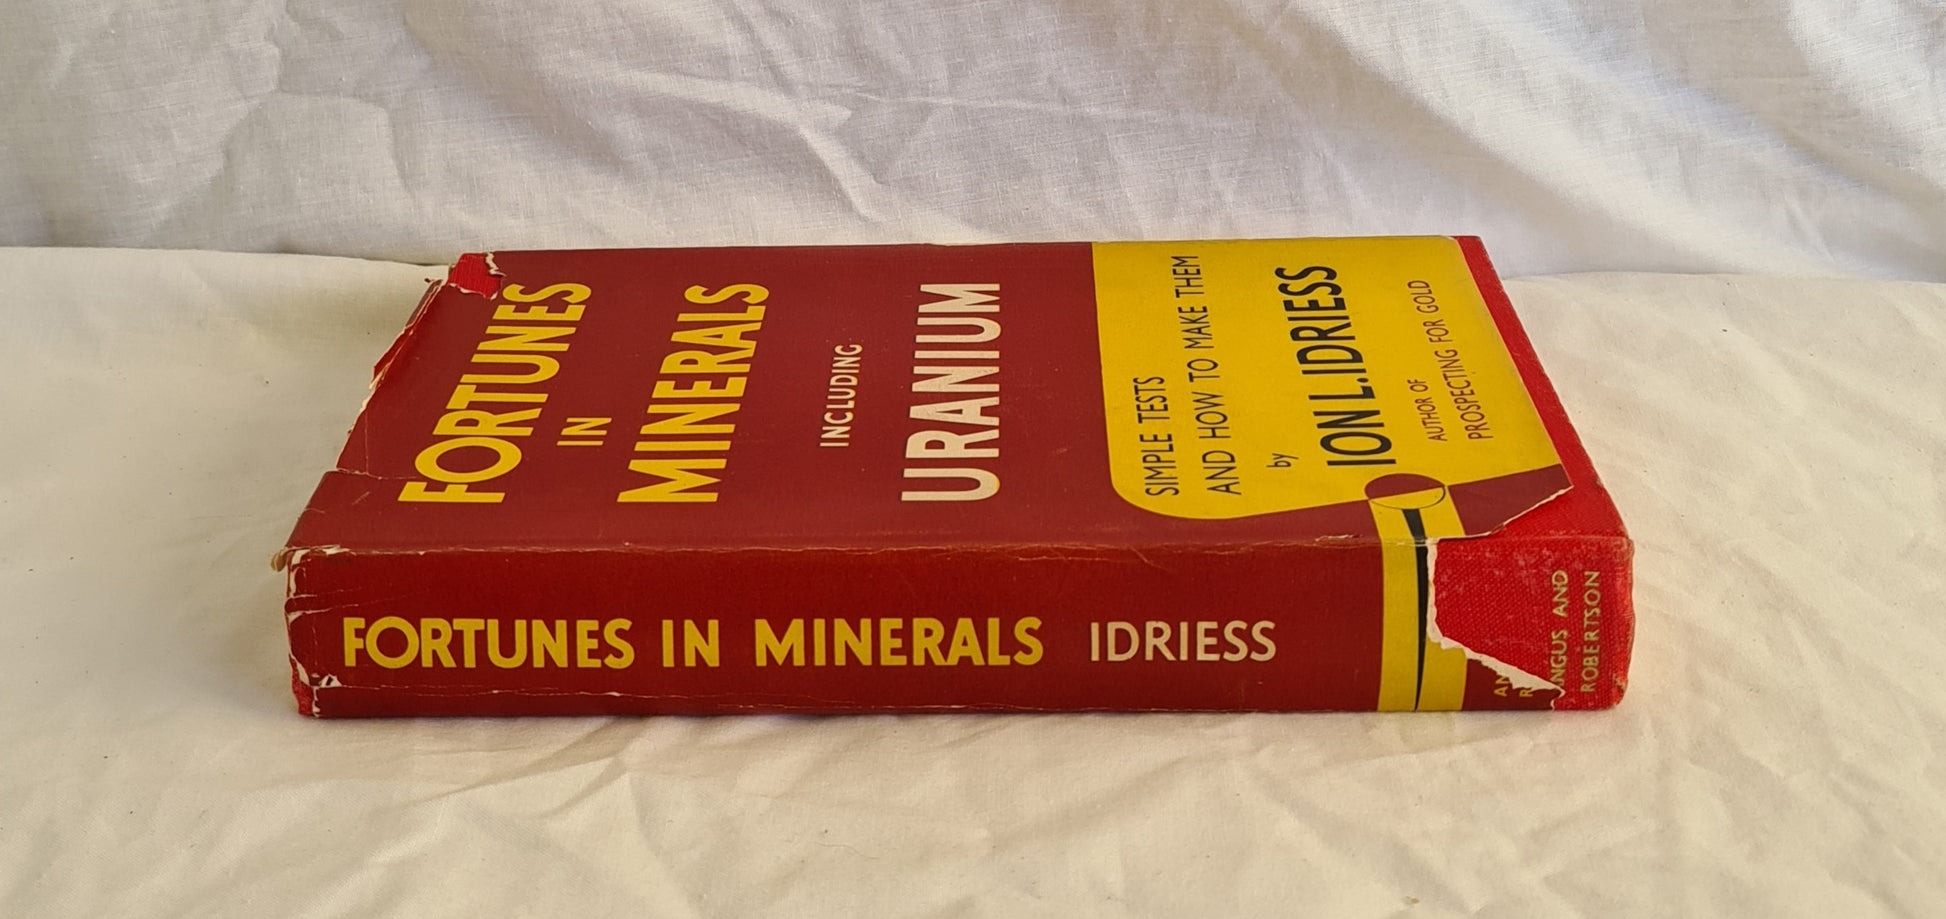 FORTUNES
IN
MINERALS
INCLUDING
URANIUM
SIMPLE TESTS
AND HOW TO MAKE THEM
by
ION L. IDRIESS
AUTHOR OF
PROSPECTING FOR GOLD
FORTUNES IN MINERALS IDRIESS
ANGUS AND
ROBERTSON